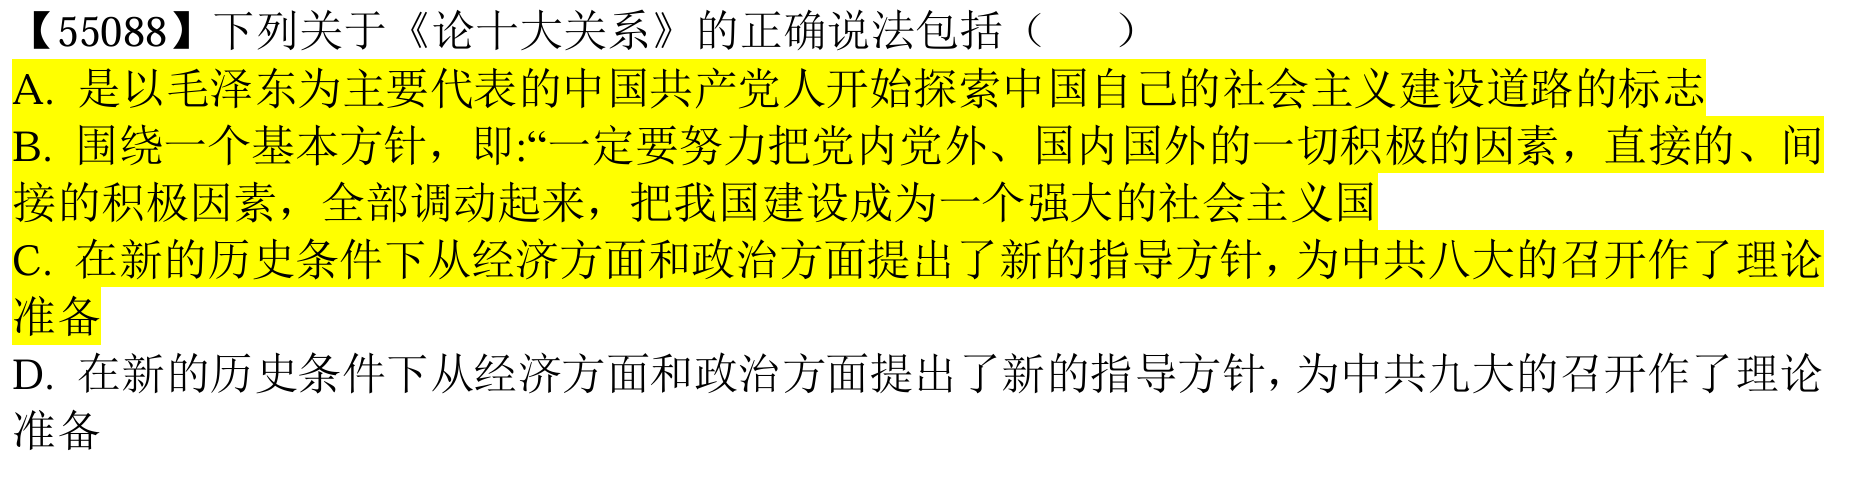 【55088】下列关于《论十大关系》的正确说法包括（　　）
A. 是以毛泽东为主要代表的中国共产党人开始探索中国自己的社会主义建设道路的标志
B. 围绕一个基本方针，即:“一定要努力把党内党外、国内国外的一切积极的因素，直接的、间
接的积极因素，全部调动起来，把我国建设成为一个强大的社会主义国
C. 在新的历史条件下从经济方面和政治方面提出了新的指导方针，为中共八大的召开作了理论
准备
D. 在新的历史条件下从经济方面和政治方面提出了新的指导方针，为中共九大的召开作了理论
准备